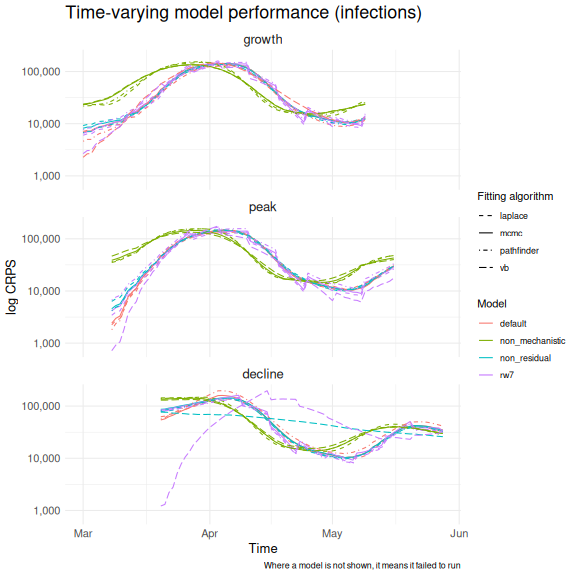 Time-varying model performance (infections)
growth
100,000
10,000
1,000
peak
100,000
10,000
1,000
decline
100,000
10,000
1,000
Mar
Apr
May
Jun
Time
log CRPS
Fitting algorithm
laplace
mcmc
pathfinder
vb
Model
default
non_mechanistic
non_residual
rw7
Where a model is not shown, it means it failed to run